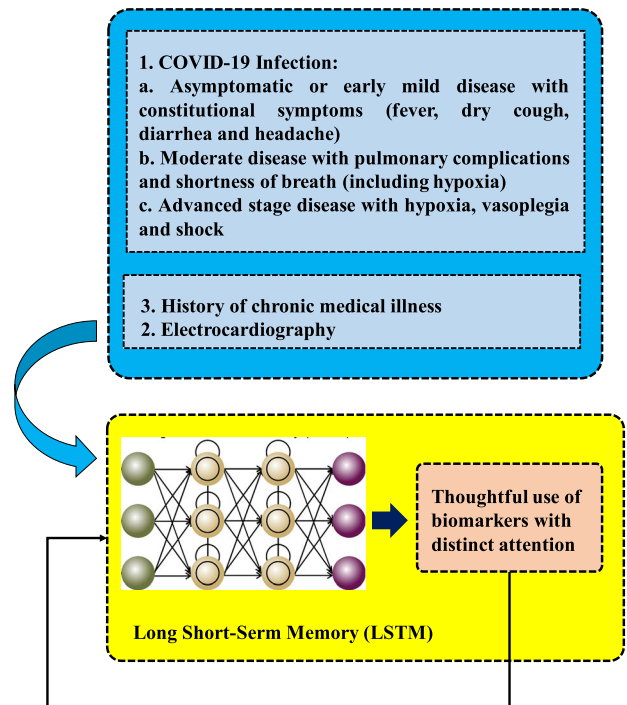 1. COVID-19 Infection:
a. Asymptomatic or early mild disease with
constitutional symptoms (fever, dry cough,
diarrhea and headache)
b. Moderate disease with pulmonary complications
and shortness of breath (including hypoxia)
c. Advanced stage disease with hypoxia, vasoplegia
and shock
3. History of chronic medical illness
2. Electrocardiography
Thoughtful use of
biomarkers with
distinct attention
Long Short-Serm Memory (LSTM)